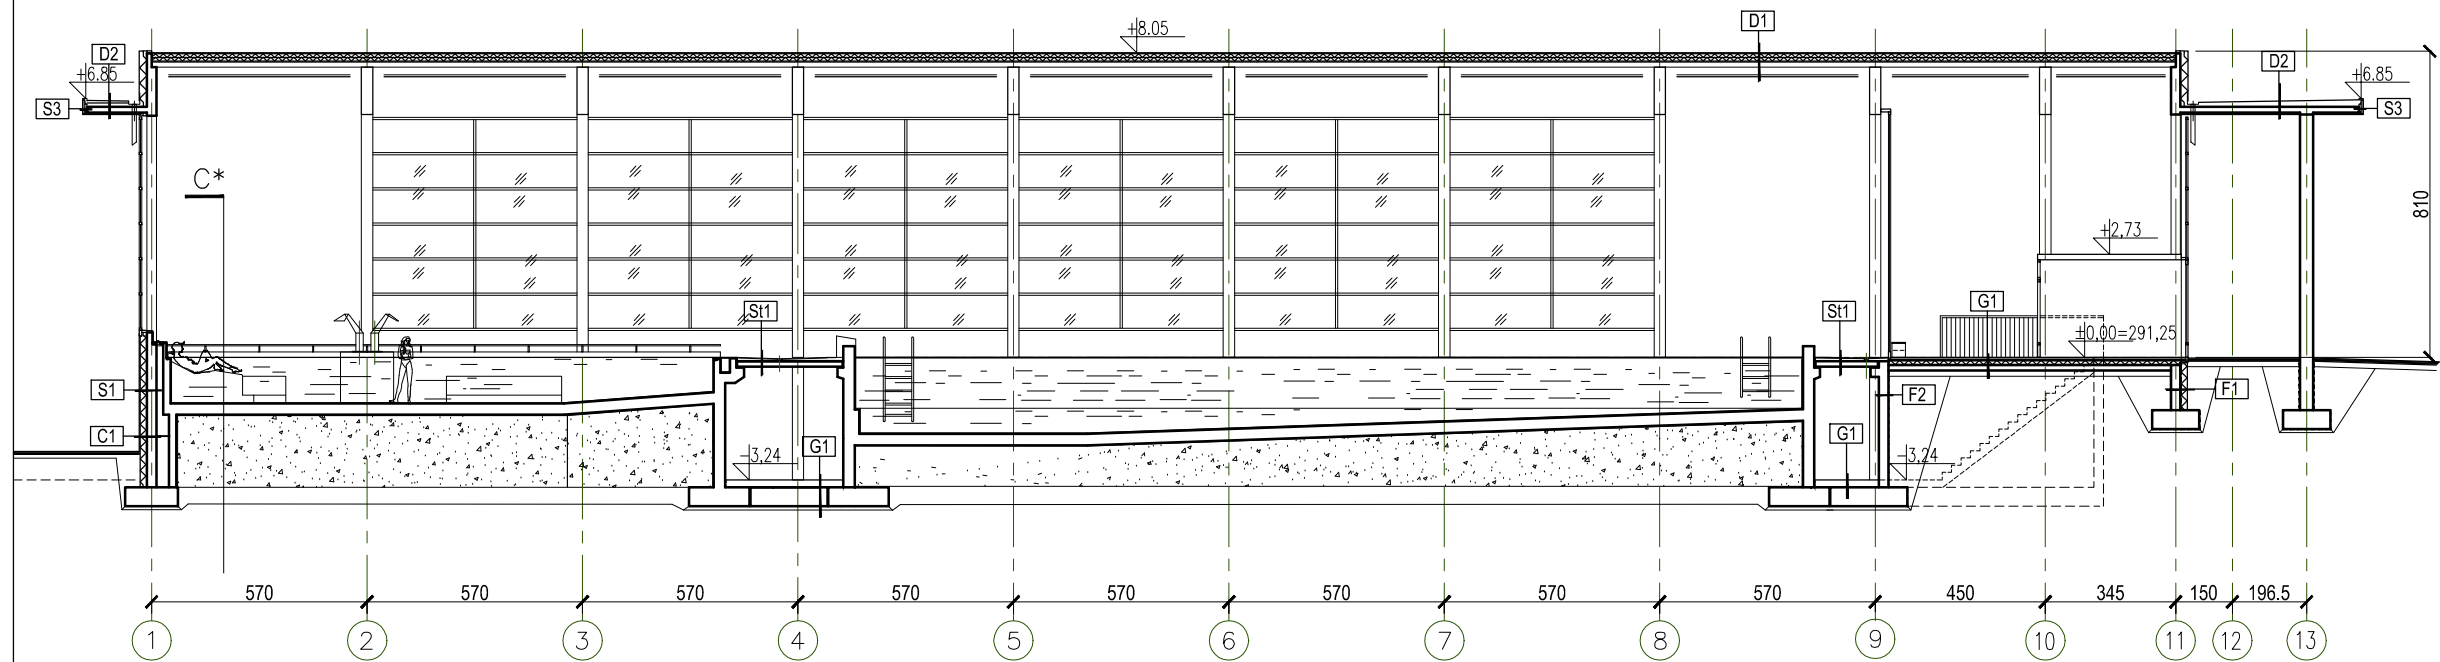 D1
+8.05
D2
D2
+6.85
+6.85
S3
S3
C*
810
+2,73
St1
St1
G1
±0,00=291,25
S1
F2
F1
C1
G1
G1
-3,24
-3,24
570 570 570 570 570 570 570 570 450 345 150 196.5
1 2 3 4 5 6 7 8 9 10 11 12 13